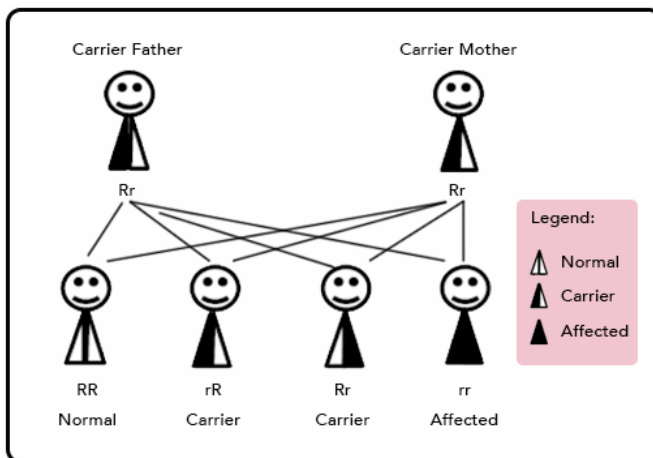 Carrier Father Carrier Mother
Rr Rr
Legend:
Normal
Carrier
Affected
RR rR Rr rr
Normal Carrier Carrier Affected